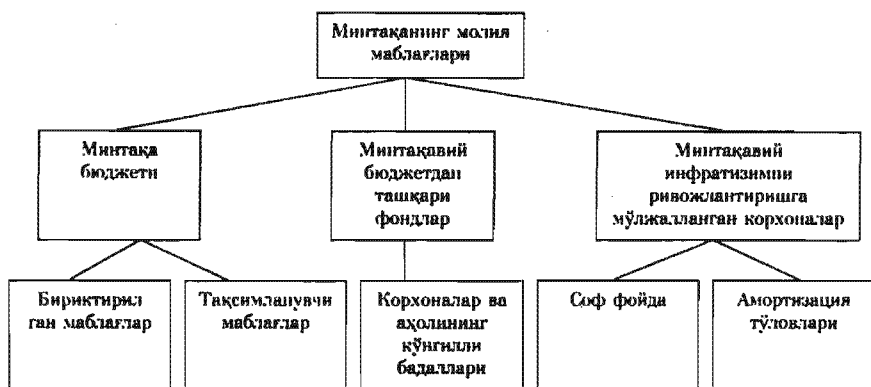 Минтақанинг молия
маблағлари
Минтақа
бюджети
Минтақавий
бюджетдан
ташқари
фондлар
Минтақавий
инфратизимни
ривожлантиришга
мўлжалланган корхоналар
Бириктирил
ган маблағлар
Тақсимланувчи
маблағлар
Корхоналар ва
аҳолининг
кўнгилли
бадаллари
Соф фойда
Амортизация
тўловлари